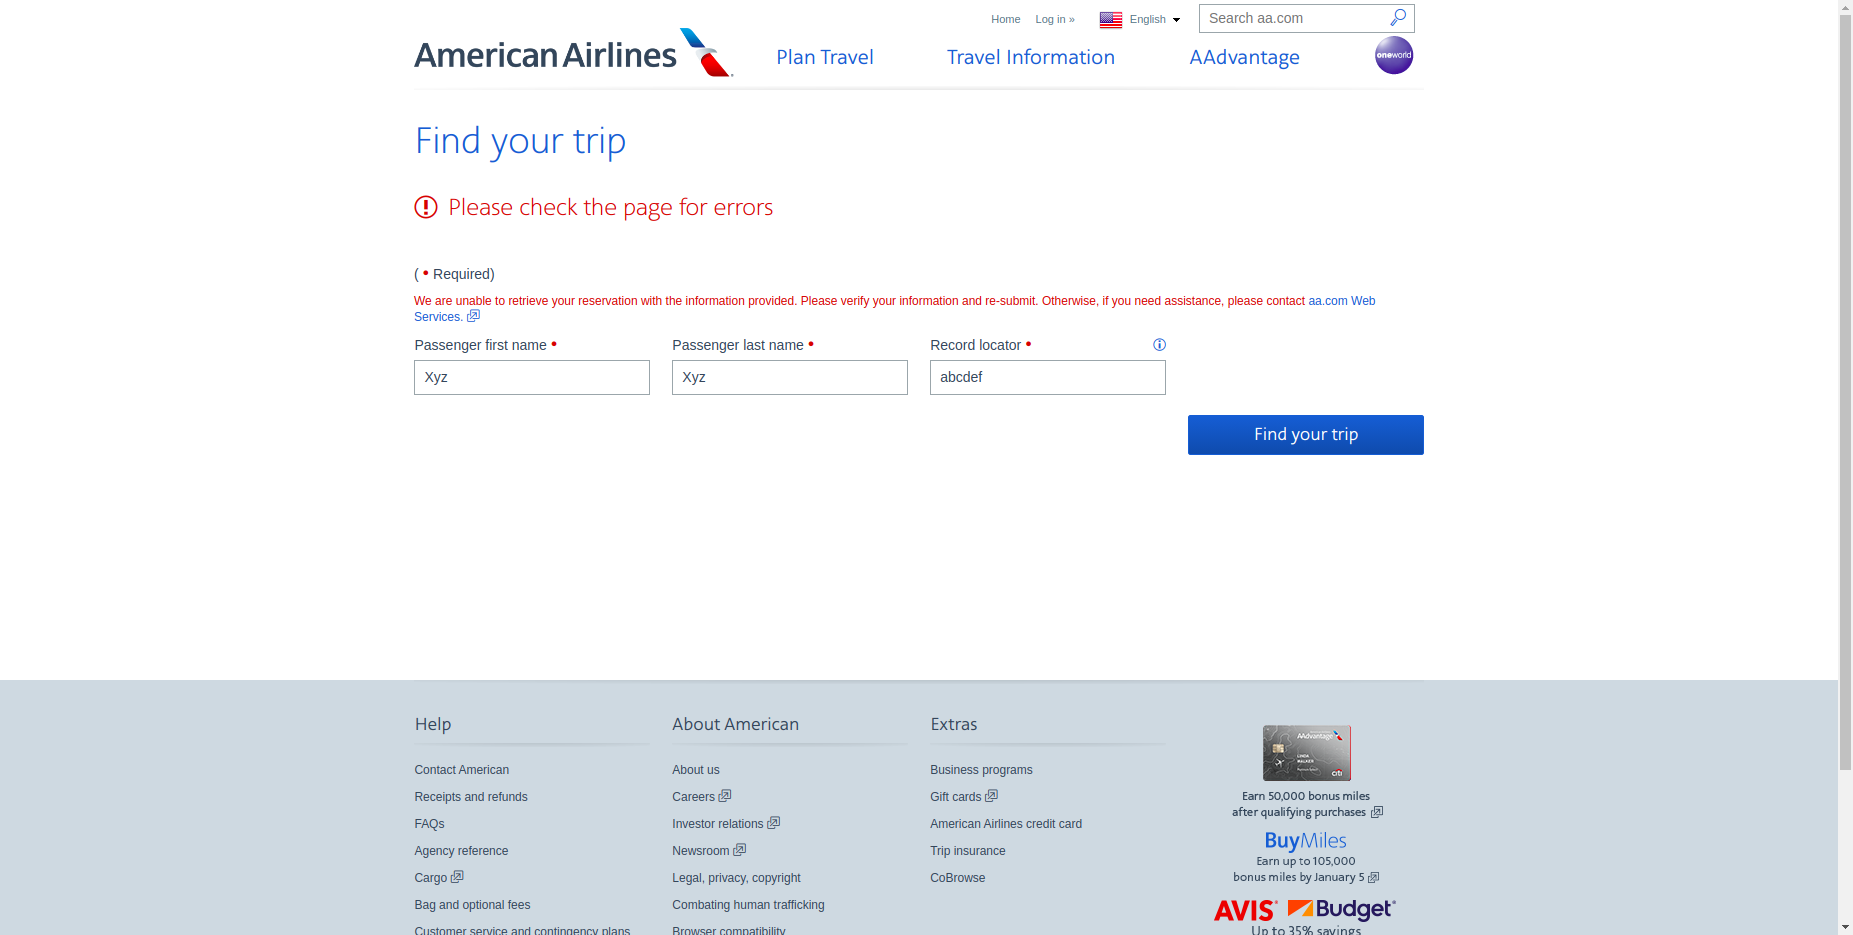 Home Log in » English Search aa.com
American Airlines Plan Travel Travel Information AAdvantage oneworld
Find your trip
Please check the page for errors
( • Required)
We are unable to retrieve your reservation with the information provided. Please verify your information and re-submit. Otherwise, if you need assistance, please contact aa.com Web
Services.
Passenger first name • Passenger last name • Record locator •
Xyz Xyz abcdef
Find your trip
Help
Contact American
Receipts and refunds
FAQs
Agency reference
Cargo
Bag and optional fees
Customer service and contingency plans
About American
About us
Careers
Investor relations
Newsroom
Legal, privacy, copyright
Combating human trafficking
Browser compatibility
Extras
Business programs
Gift cards
American Airlines credit card
Trip insurance
CoBrowse
AAdvantage
LINDA
WALKER
citi
Earn 50,000 bonus miles
after qualifying purchases
BuyMiles
Earn up to 105,000
bonus miles by January 5
AVIS Budget
Up to 35% savings